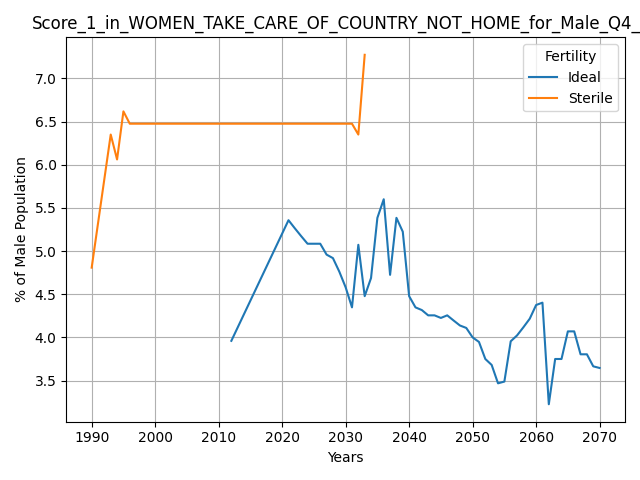 Score_1_in_WOMEN_TAKE_CARE_OF_COUNTRY_NOT_HOME_for_Male_Q4_
Fertility
Ideal
Sterile
% of Male Population
7.0
6.5
6.0
5.5
5.0
4.5
4.0
3.5
1990 2000 2010 2020 2030 2040 2050 2060 2070
Years